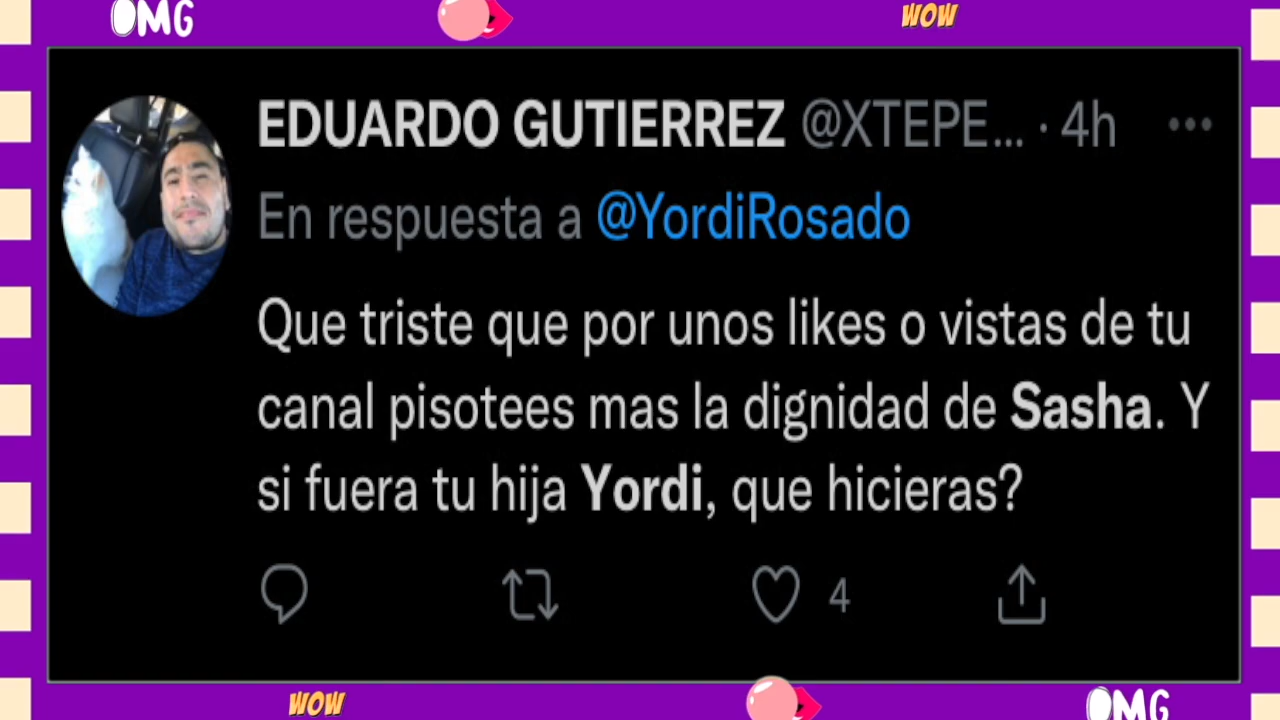 OMG WOW
EDUARDO GUTIERREZ @XTEPE... · 4h
En respuesta a @YordiRosado
Que triste que por unos likes o vistas de tu
canal pisotees mas la dignidad de Sasha. Y
si fuera tu hija Yordi, que hicieras?
4
WOW OMG